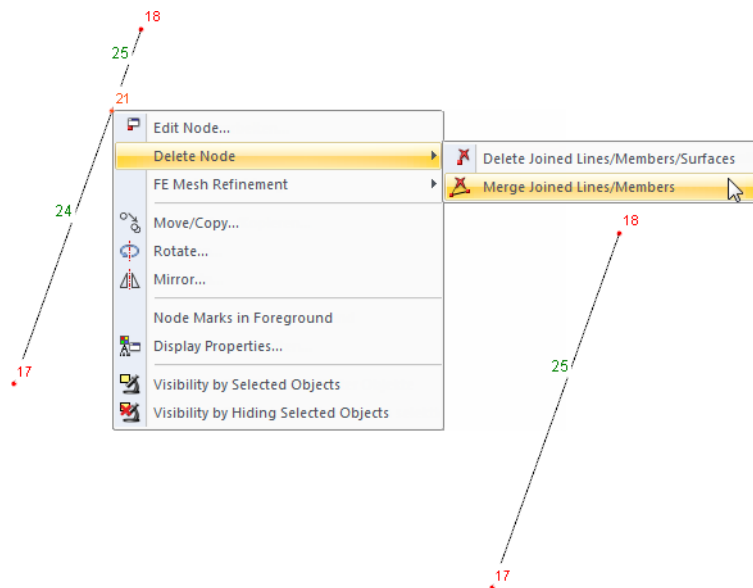 18
25
21
Edit Node...
Delete Node
Delete Joined Lines/Members/Surfaces
FE Mesh Refinement
Merge Joined Lines/Members
24
Move/Copy...
18
Rotate...
Mirror...
Node Marks in Foreground
Display Properties...
17
25
Visibility by Selected Objects
Visibility by Hiding Selected Objects
17